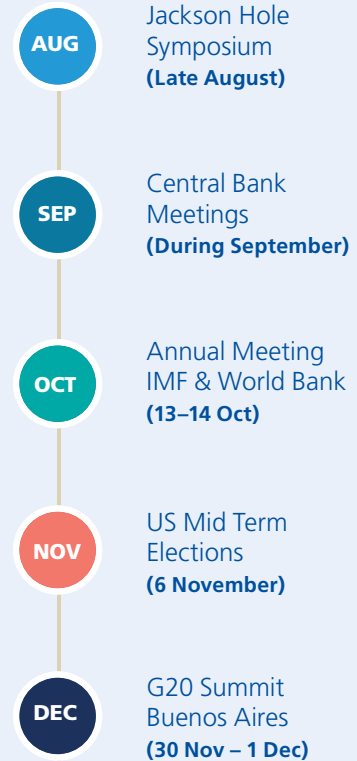 AUG
Jackson Hole
Symposium
(Late August)
SEP
Central Bank
Meetings
(During September)
OCT
Annual Meeting
IMF & World Bank
(13–14 Oct)
NOV
US Mid Term
Elections
(6 November)
DEC
G20 Summit
Buenos Aires
(30 Nov – 1 Dec)